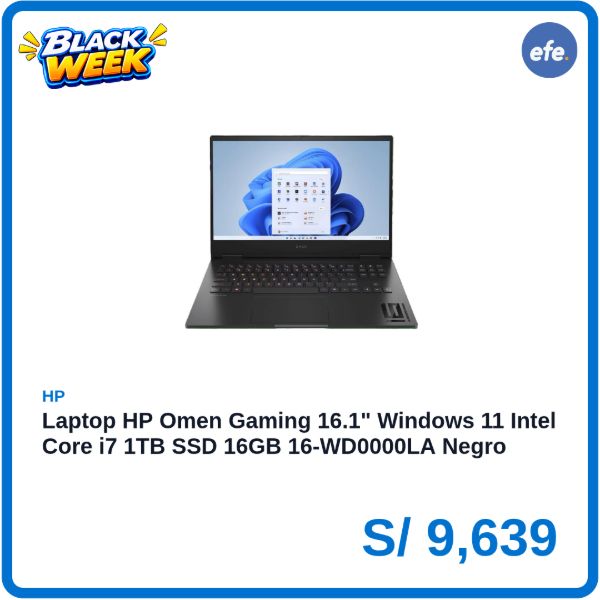 BLACK
WEEK
efe.
HP
Laptop HP Omen Gaming 16.1" Windows 11 Intel
Core i7 1TB SSD 16GB 16-WD0000LA Negro
S/ 9,639